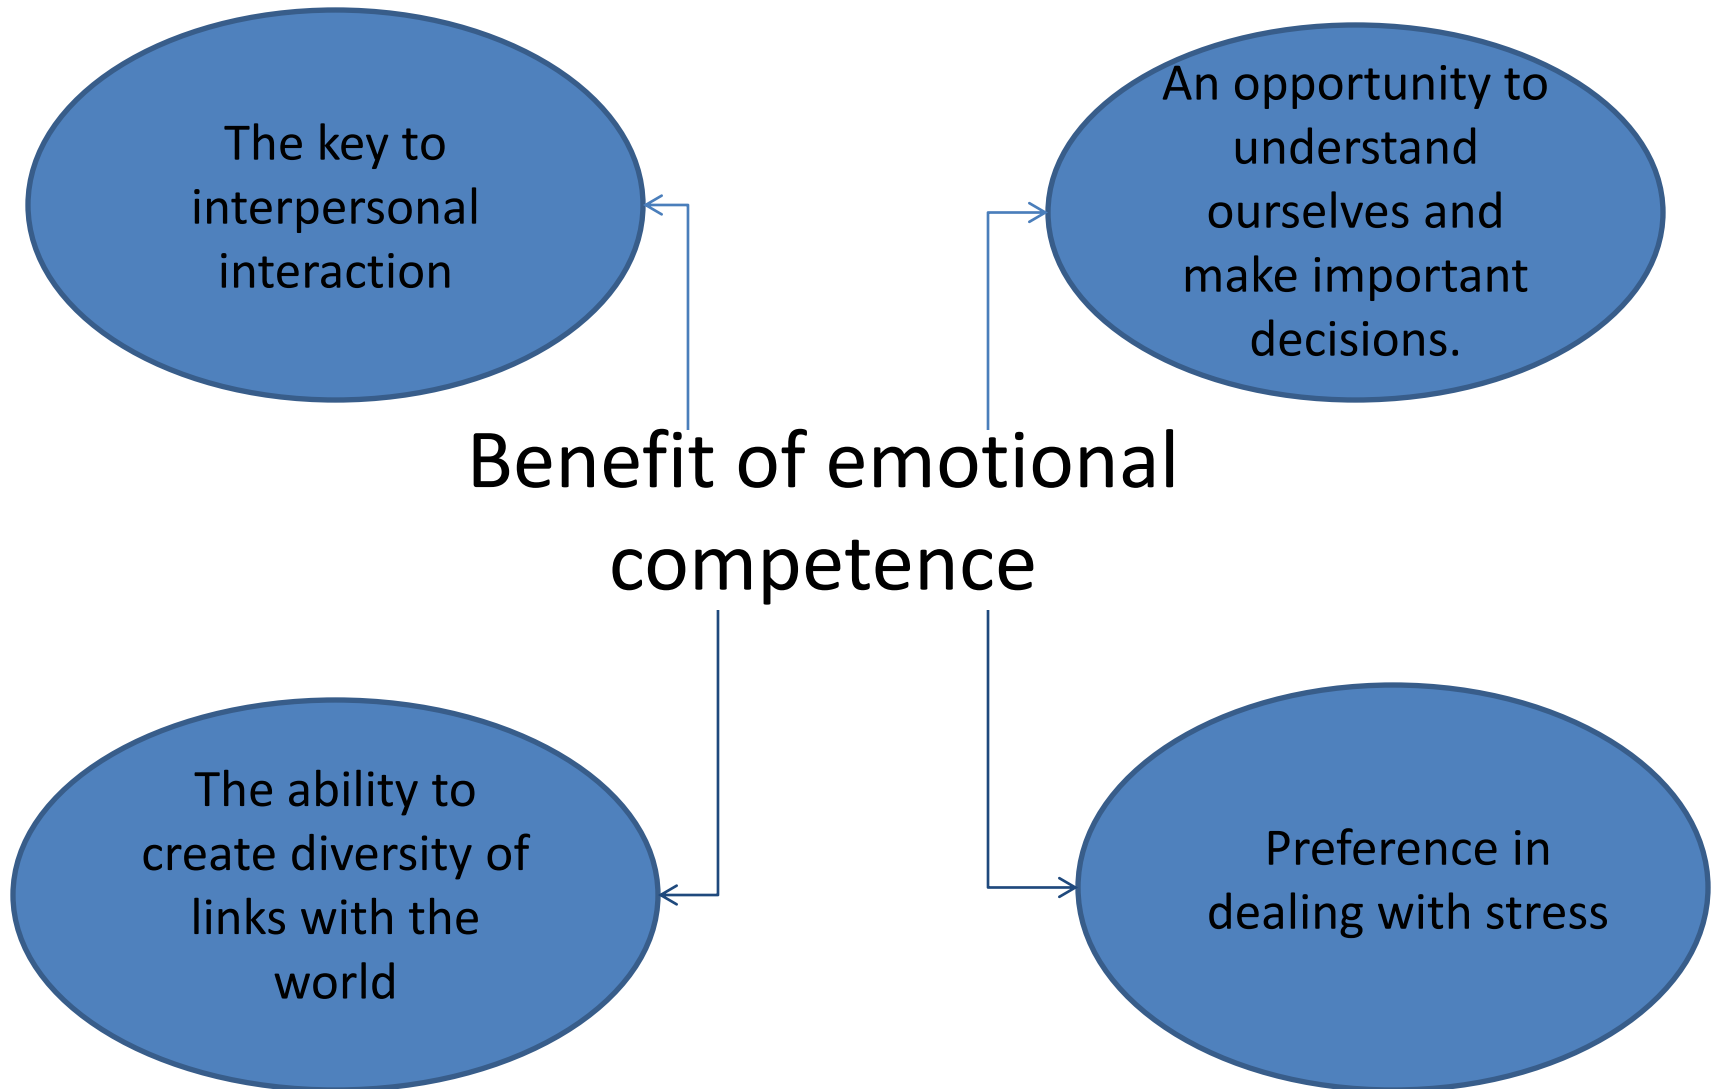 The key to
interpersonal
interaction
An opportunity to
understand
ourselves and
make important
decisions.
Benefit of emotional
competence
The ability to
create diversity of
links with the
world
Preference in
dealing with stress